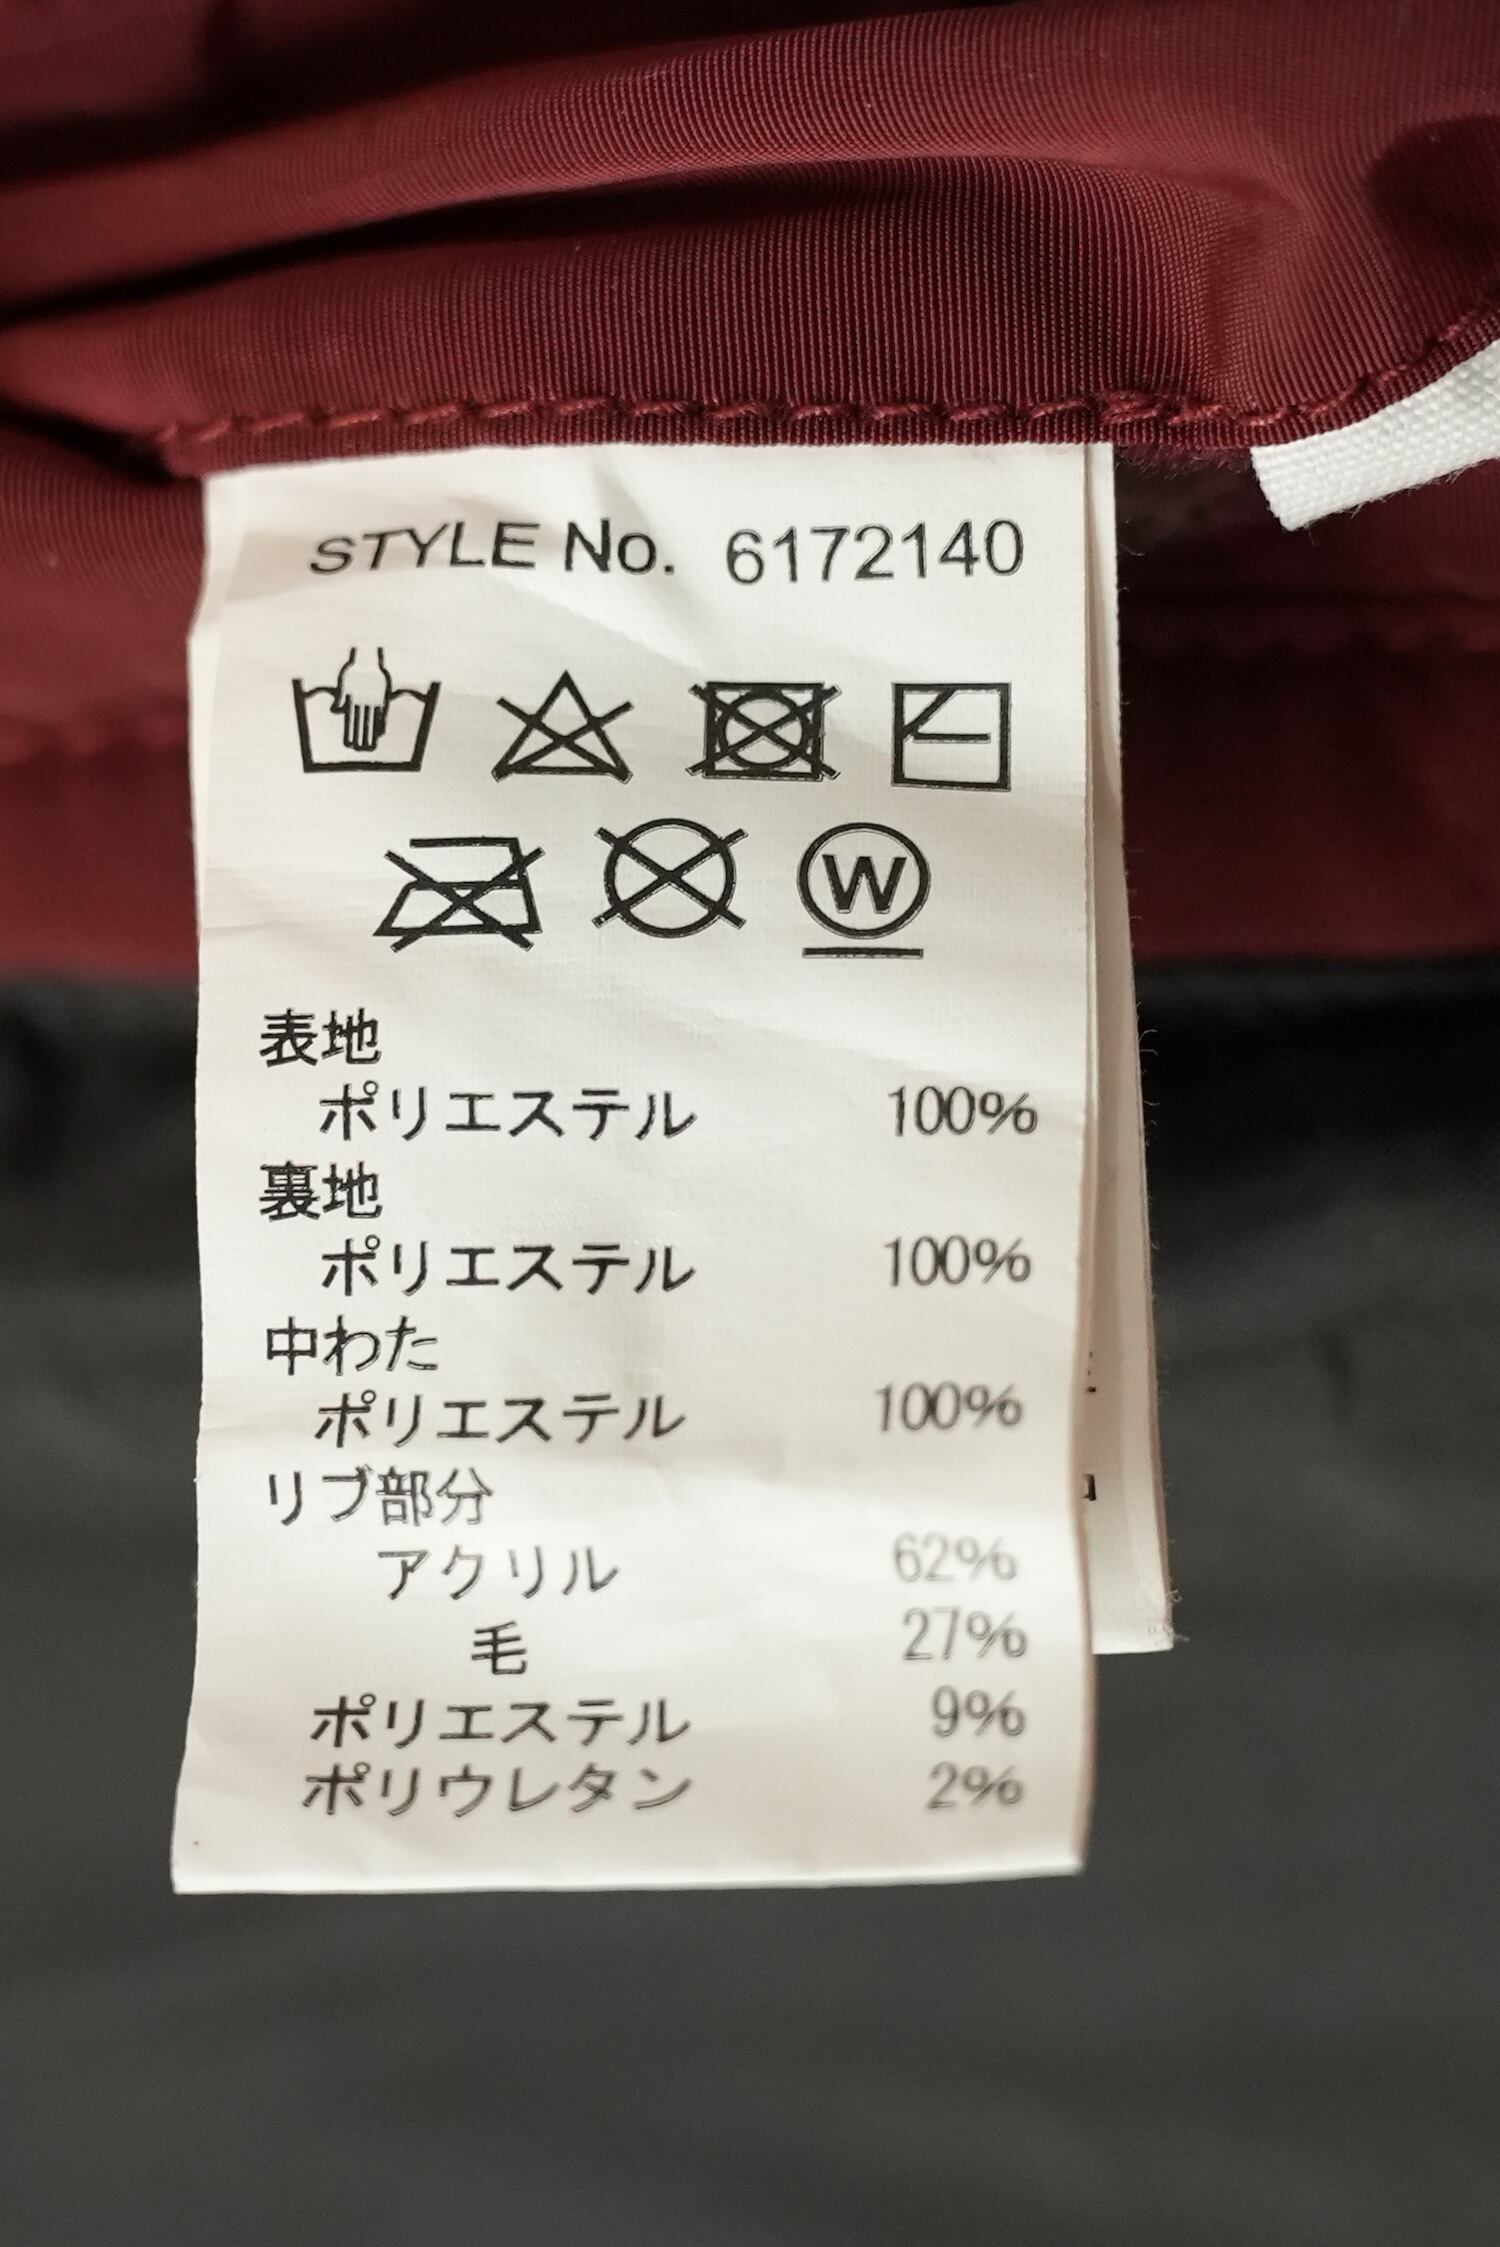 STYLE No. 6172140
W
表地
ポリエステル 100%
裏地
ポリエステル 100%
中わた
ポリエステル 100%
リブ部分
アクリル 62%
毛 27%
ポリエステル 9%
ポリウレタン 2%